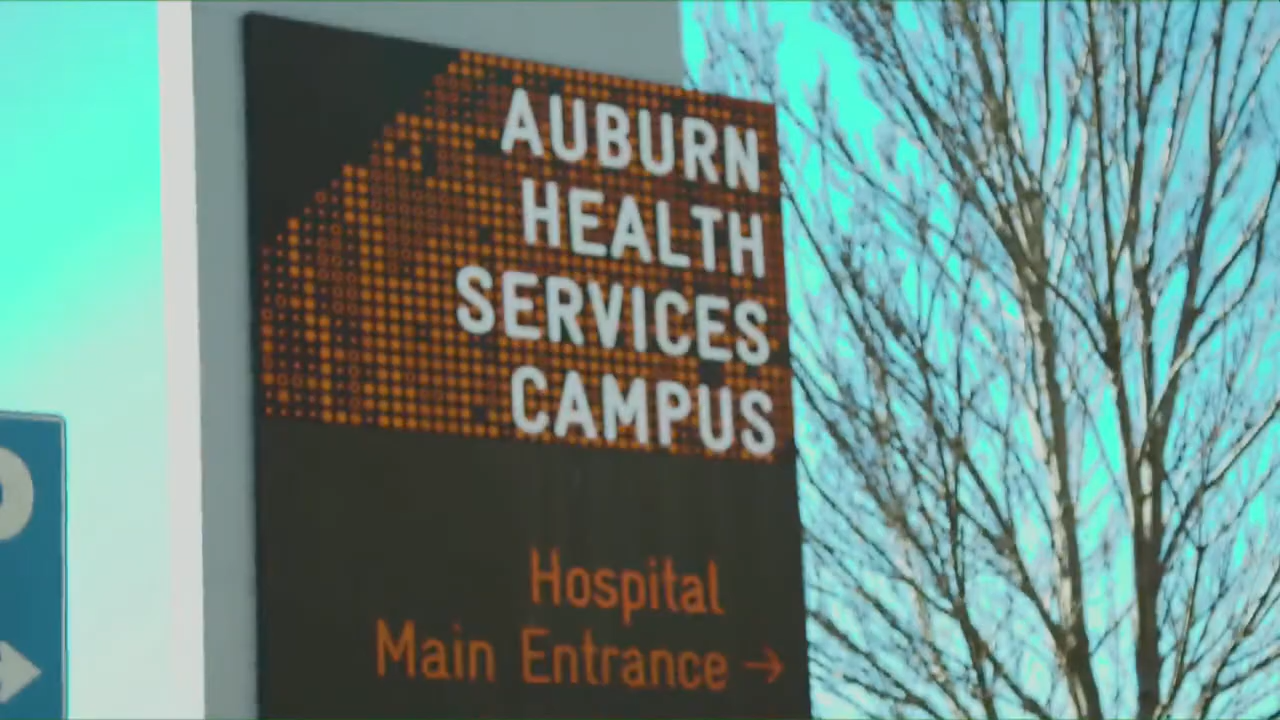 AUBURN
HEALTH
SERVICES
CAMPUS
Hospital
Main Entrance →